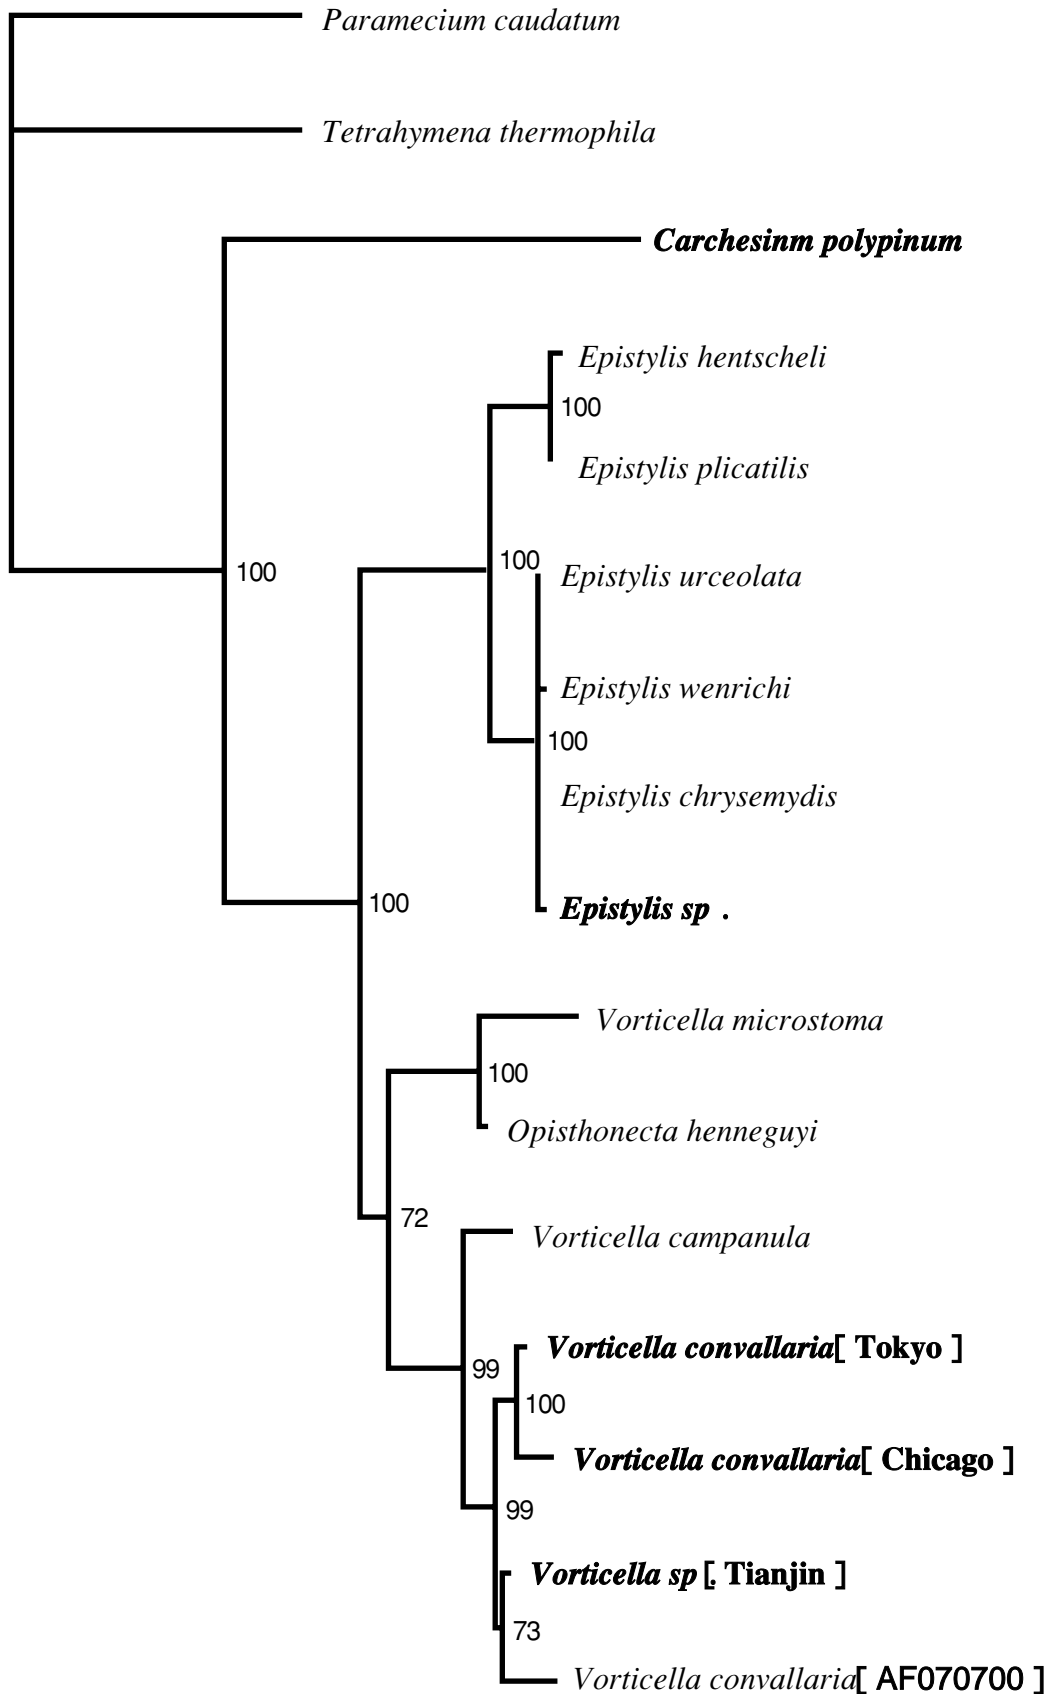 Paramecium caudatum
Tetrahymena thermophila
Carchesinm polypinum
Epistylis hentscheli
100
Epistylis plicatilis
100
Epistylis urceolata
100
Epistylis wenrichi
100
Epistylis chrysemydis
100
Epistylis sp .
Vorticella microstoma
100
Opisthonecta henneguyi
72
Vorticella campanula
Vorticella convallaria[ Tokyo ]
99
100
Vorticella convallaria[ Chicago ]
99
Vorticella sp [. Tianjin ]
73
Vorticella convallaria[ AF070700 ]